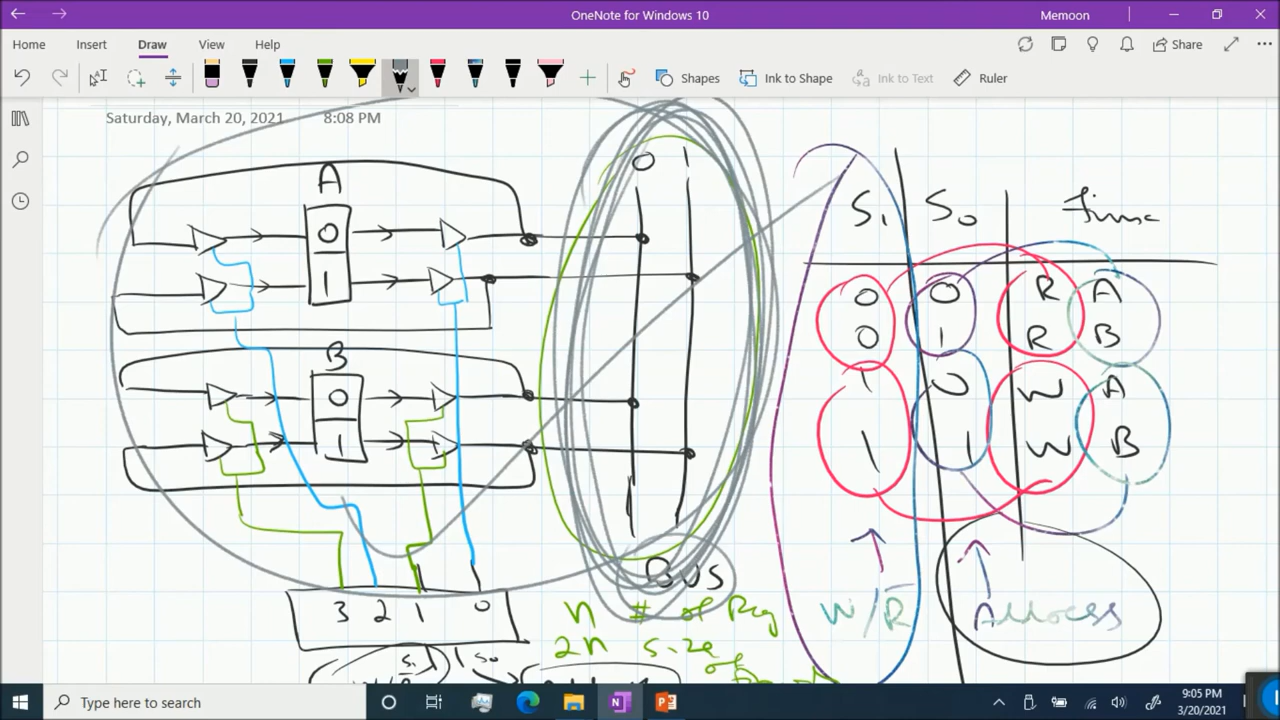 OneNote for Windows 10
Memoon
Home Insert Draw View Help
Share
Shapes Ink to Shape Ink to Text Ruler
Saturday, March 20, 2021 8:08 PM
A
0
1
B
0
1
0 1
BUS
3 2 1 0
S1 S0
n # of Reg
2n size
of
S1 S0
0 0 R A
0 1 R B
1 0 W A
1 1 W B
W/R
Type here to search
9:05 PM
3/20/2021